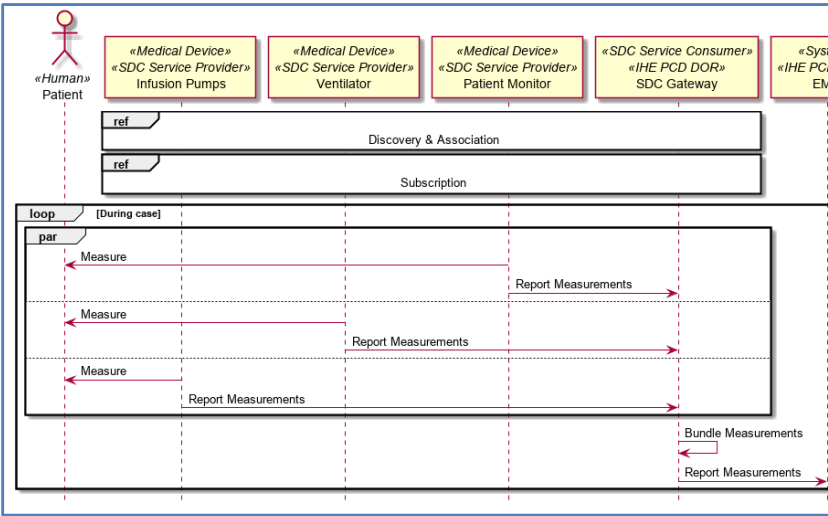 «Human»
Patient
«Medical Device»
«SDC Service Provider»
Infusion Pumps
«Medical Device»
«SDC Service Provider»
Ventilator
«Medical Device»
«SDC Service Provider»
Patient Monitor
«SDC Service Consumer»
«IHE PCD DOR»
SDC Gateway
ref
Discovery & Association
ref
Subscription
loop [During case]
par
Measure
Report Measurements
Measure
Report Measurements
Measure
Report Measurements
Bundle Measurements
Report Measurements